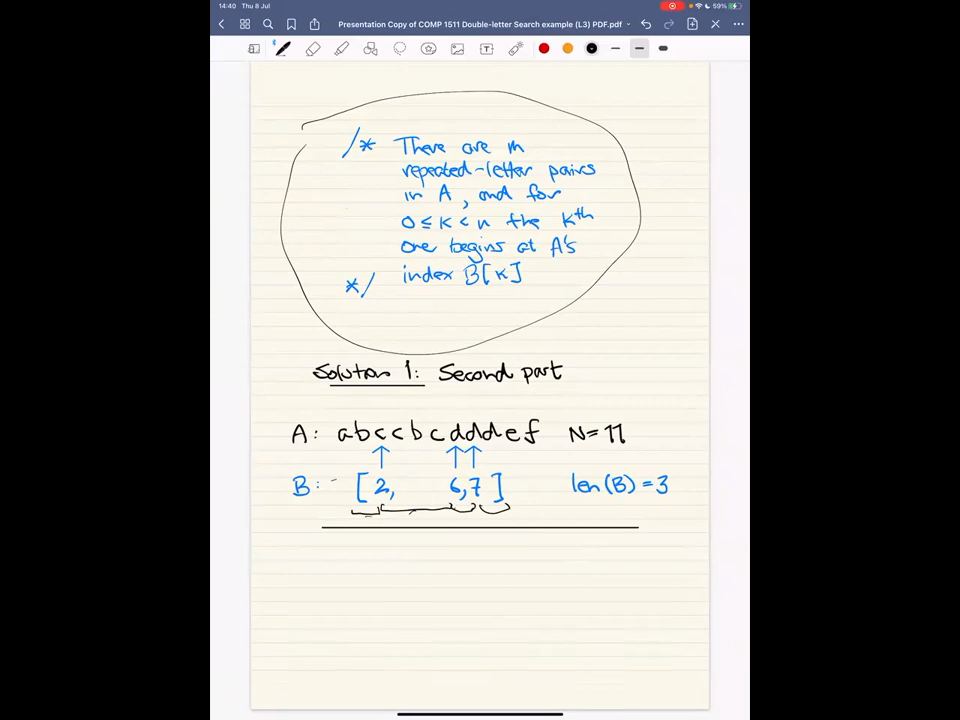 14:40 Thu 8 Jul
59%
Presentation Copy of COMP 1511 Double-letter Search example (L3) PDF.pdf
/* There are m
repeated-letter pairs
in A, and for
0 ≤ k < n the kth
one begins at A's
*/ index B[k]
Solution 1: Second part
A: abccbcdddef N=11
B: [2, 6,7] len(B)=3